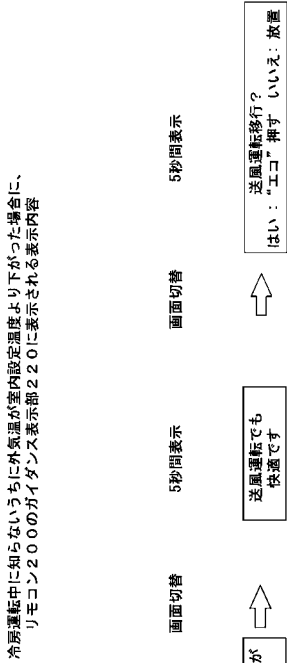 冷房運転中に知らないうちに外気温が室内設定温度より下がった場合に、
リモコン200のガイダンス表示部220に表示される表示内容
画面切替
5秒間表示
画面切替
5秒間表示
が
送風運転でも
快適です
送風運転移行?
はい:“エコ”押す いいえ:放置